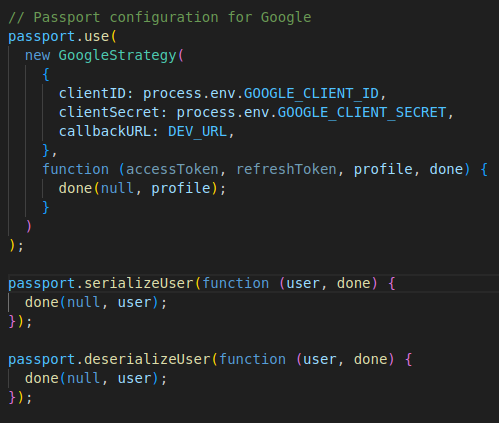 // Passport configuration for Google
passport.use(
  new GoogleStrategy(
    {
      clientID: process.env.GOOGLE_CLIENT_ID,
      clientSecret: process.env.GOOGLE_CLIENT_SECRET,
      callbackURL: DEV_URL,
    },
    function (accessToken, refreshToken, profile, done) {
      done(null, profile);
    }
  )
);

passport.serializeUser(function (user, done) {
  done(null, user);
});

passport.deserializeUser(function (user, done) {
  done(null, user);
});